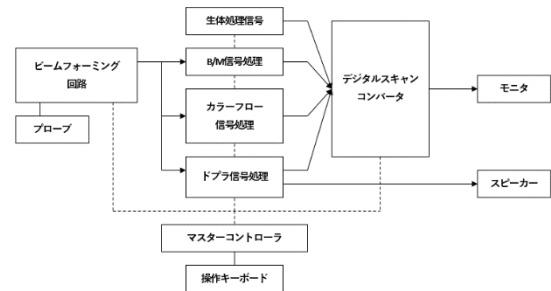 生体処理信号
B/M信号処理
ビームフォーミング
回路
カラーフロー
信号処理
デジタルスキャン
コンバータ
モニタ
プローブ
ドプラ信号処理
スピーカー
マスターコントローラ
操作キーボード